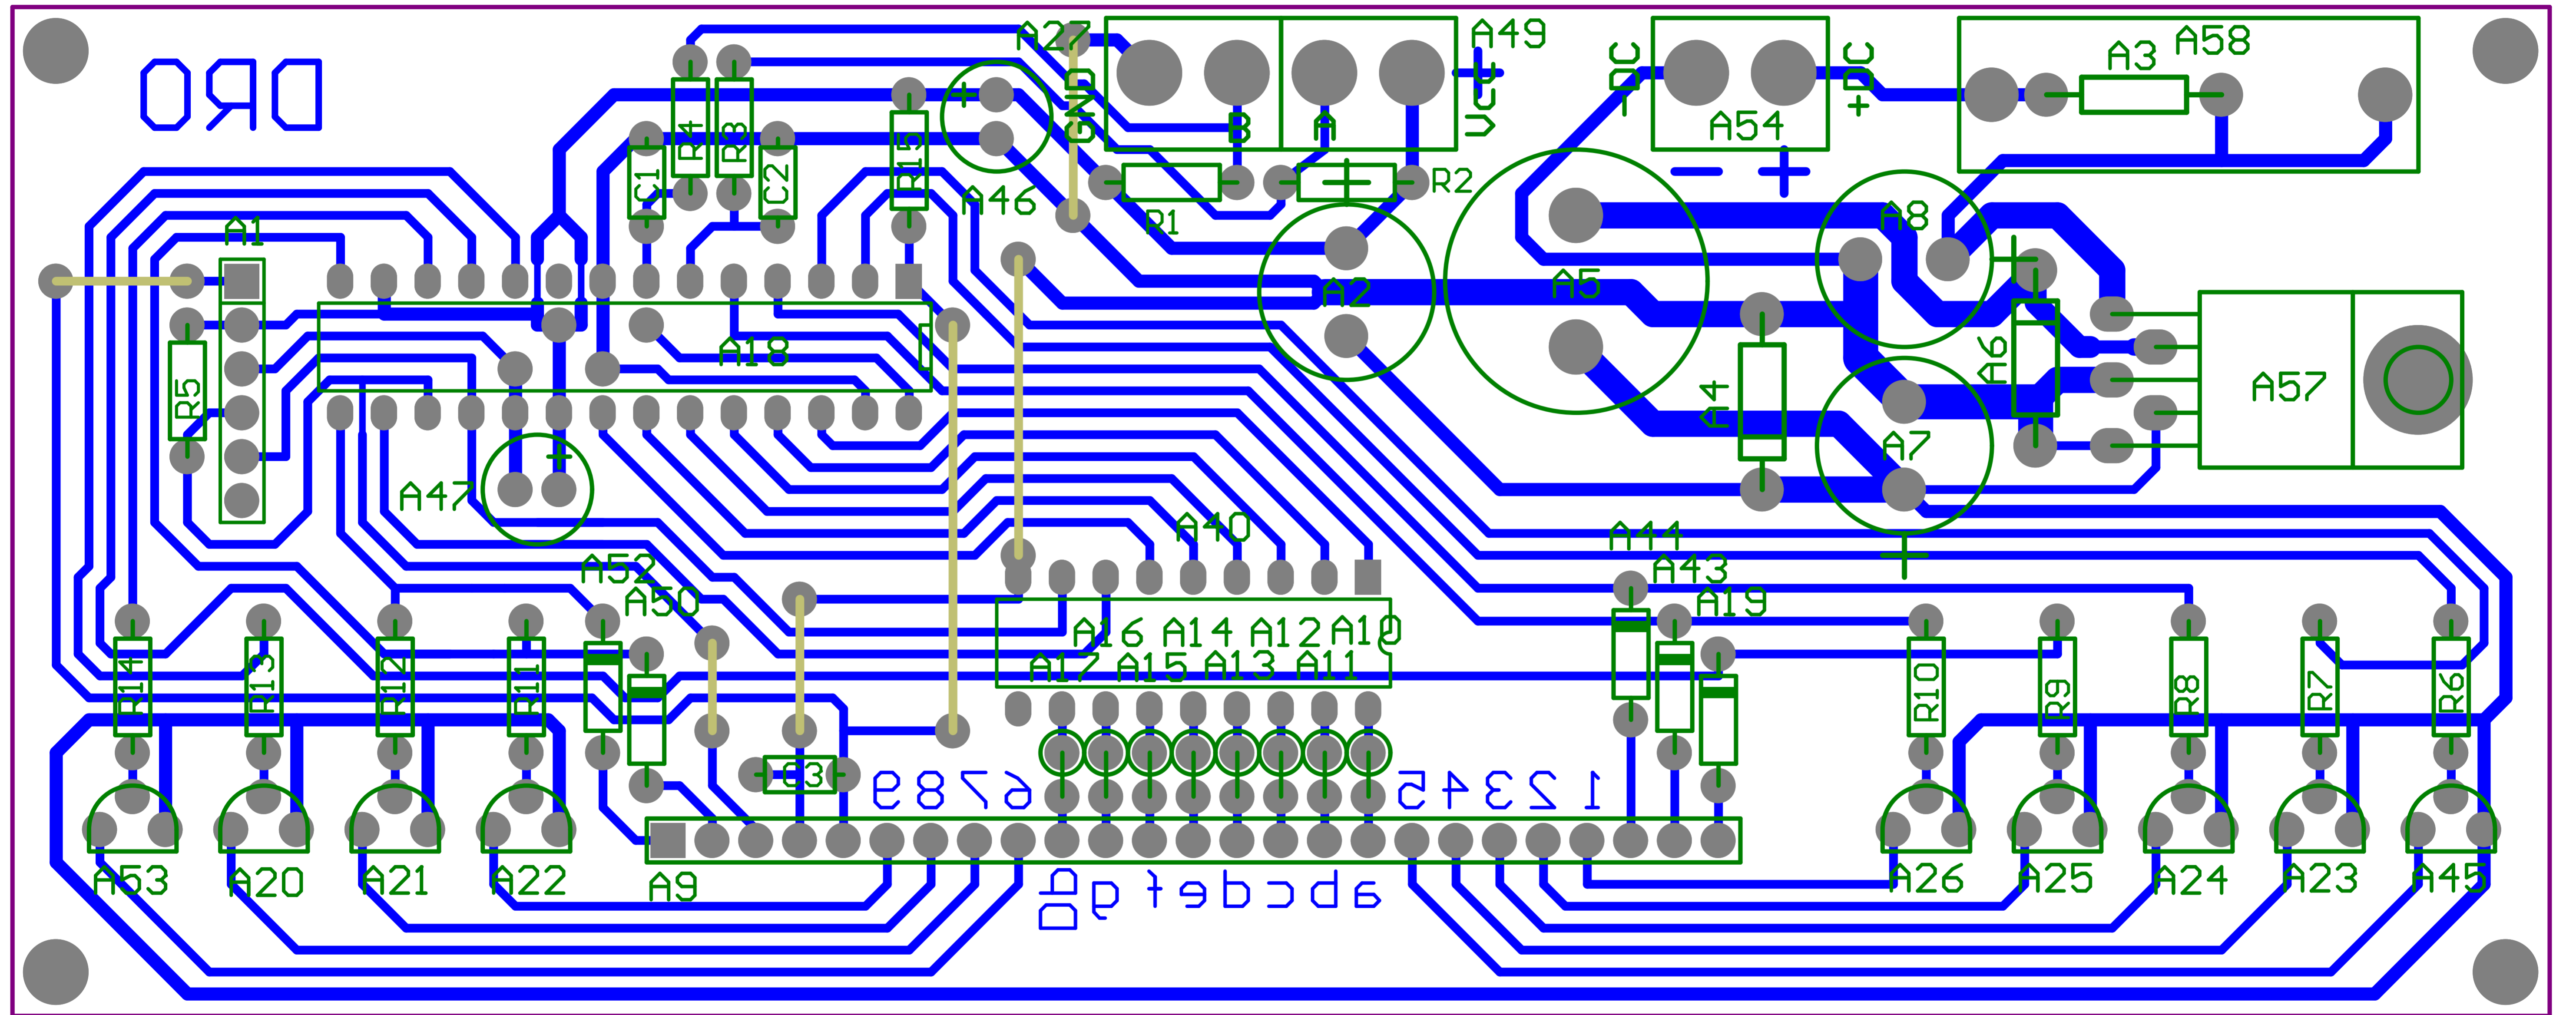 DRO
A27
A49
GND
B
A
VCC
-DC
+DC
A54
A3
A58
R4
R3
R15
C1
C2
A46
R1
R2
A1
A8
A5
A2
A18
A6
A57
R5
A4
A7
A47
A40
A44
A43
A19
A52
A50
A16 A14 A12 A10
A17 A15 A13 A11
R14
R13
R12
R11
R10
R9
R8
R7
R6
C3
9 8 7 6
5 4 3 2 1
A53
A20
A21
A22
A9
dp g f e d c b a
A26
A25
A24
A23
A45